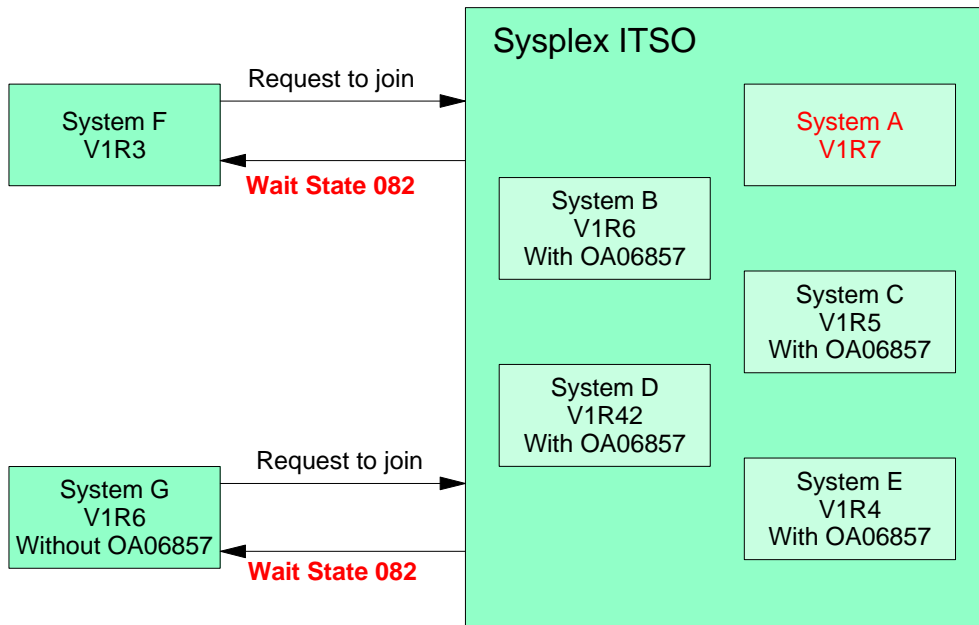 Sysplex ITSO
Request to join
System F
V1R3
Wait State 082
System A
V1R7
System B
V1R6
With OA06857
System C
V1R5
With OA06857
System D
V1R42
With OA06857
Request to join
System G
V1R6
Without OA06857
Wait State 082
System E
V1R4
With OA06857